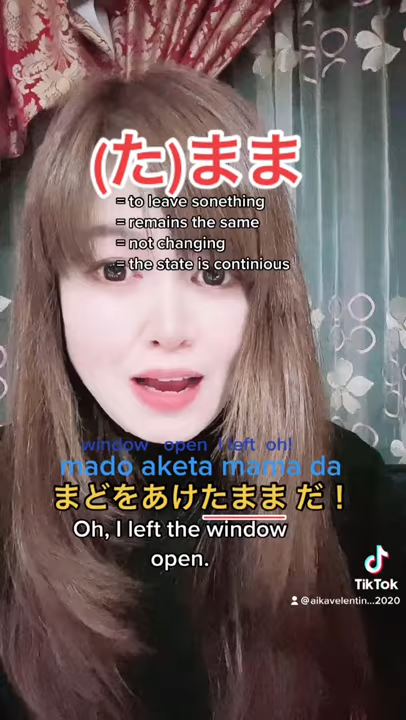 (た)まま
= to leave sonething
= remains the same
= not changing
= the state is continious
window open I left oh!
mado aketa mama da
まどをあけたままだ！
Oh, I left the window
open.
TikTok
@aikavelentin...2020